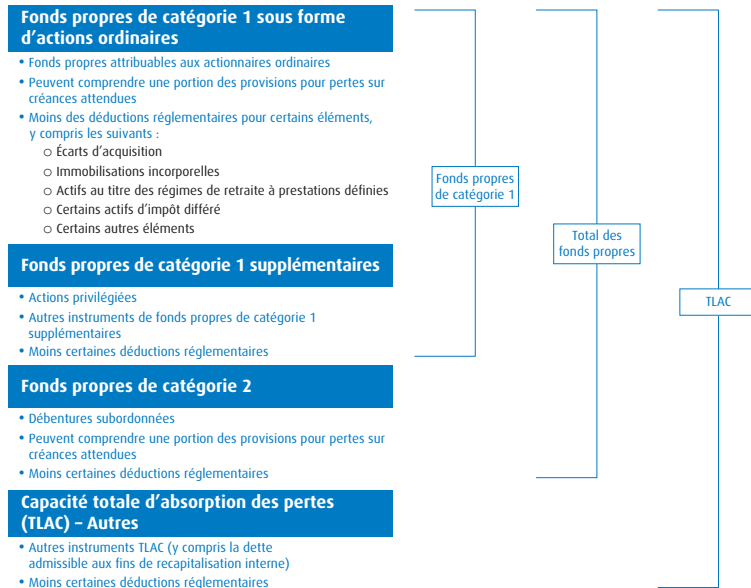 Fonds propres de catégorie 1 sous forme
d’actions ordinaires
• Fonds propres attribuables aux actionnaires ordinaires
• Peuvent comprendre une portion des provisions pour pertes sur
créances attendues
• Moins des déductions réglementaires pour certains éléments,
y compris les suivants :
o Écarts d’acquisition
o Immobilisations incorporelles
o Actifs au titre des régimes de retraite à prestations définies
o Certains actifs d’impôt différé
o Certains autres éléments
Fonds propres de catégorie 1 supplémentaires
• Actions privilégiées
• Autres instruments de fonds propres de catégorie 1
supplémentaires
• Moins certaines déductions réglementaires
Fonds propres de catégorie 2
• Débentures subordonnées
• Peuvent comprendre une portion des provisions pour pertes sur
créances attendues
• Moins certaines déductions réglementaires
Capacité totale d’absorption des pertes
(TLAC) – Autres
• Autres instruments TLAC (y compris la dette
admissible aux fins de recapitalisation interne)
• Moins certaines déductions réglementaires
Fonds propres
de catégorie 1
Total des
fonds propres
TLAC